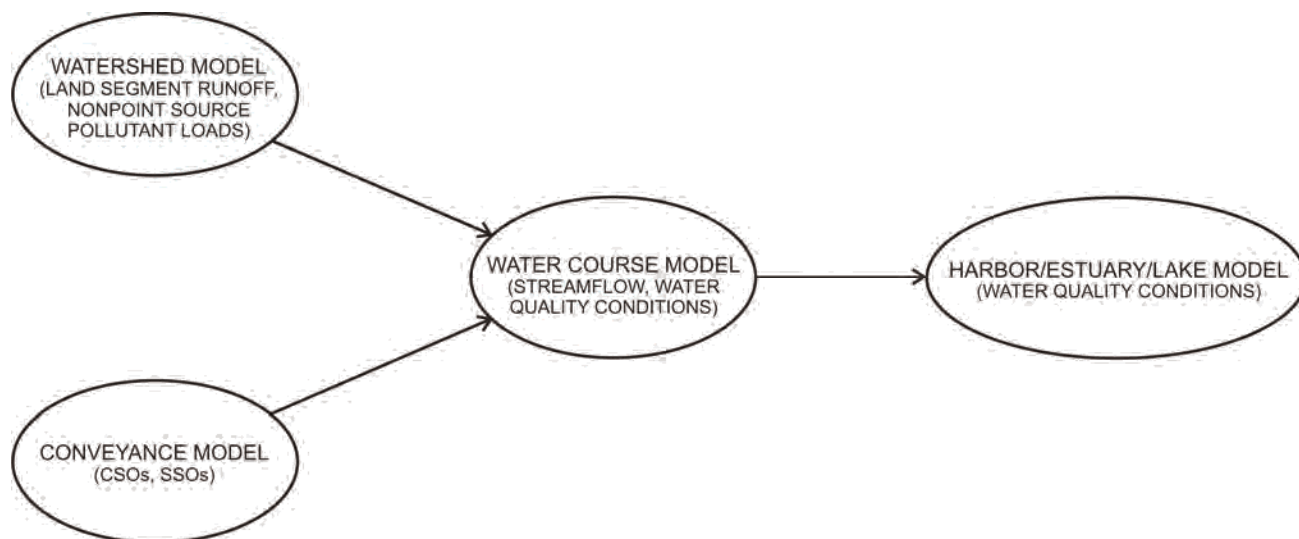 WATERSHED MODEL
(LAND SEGMENT RUNOFF,
NONPOINT SOURCE
POLLUTANT LOADS)
WATER COURSE MODEL
(STREAMFLOW, WATER
QUALITY CONDITIONS)
HARBOR/ESTUARY/LAKE MODEL
(WATER QUALITY CONDITIONS)
CONVEYANCE MODEL
(CSOs, SSOs)